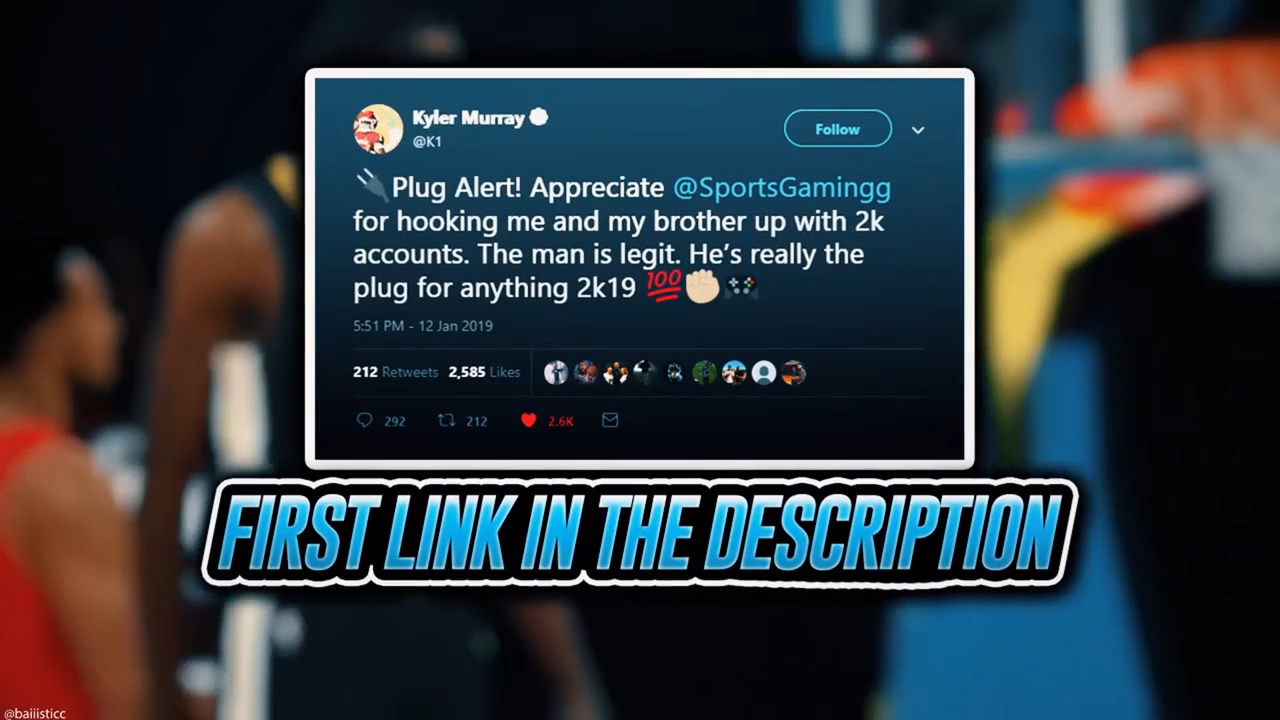 Kyler Murray
@K1
Follow
Plug Alert! Appreciate @SportsGamingg
for hooking me and my brother up with 2k
accounts. The man is legit. He’s really the
plug for anything 2k19 💯✊🏼🎮
5:51 PM - 12 Jan 2019
212 Retweets 2,585 Likes
292 212 2.6K
FIRST LINK IN THE DESCRIPTION
@baiiisticc